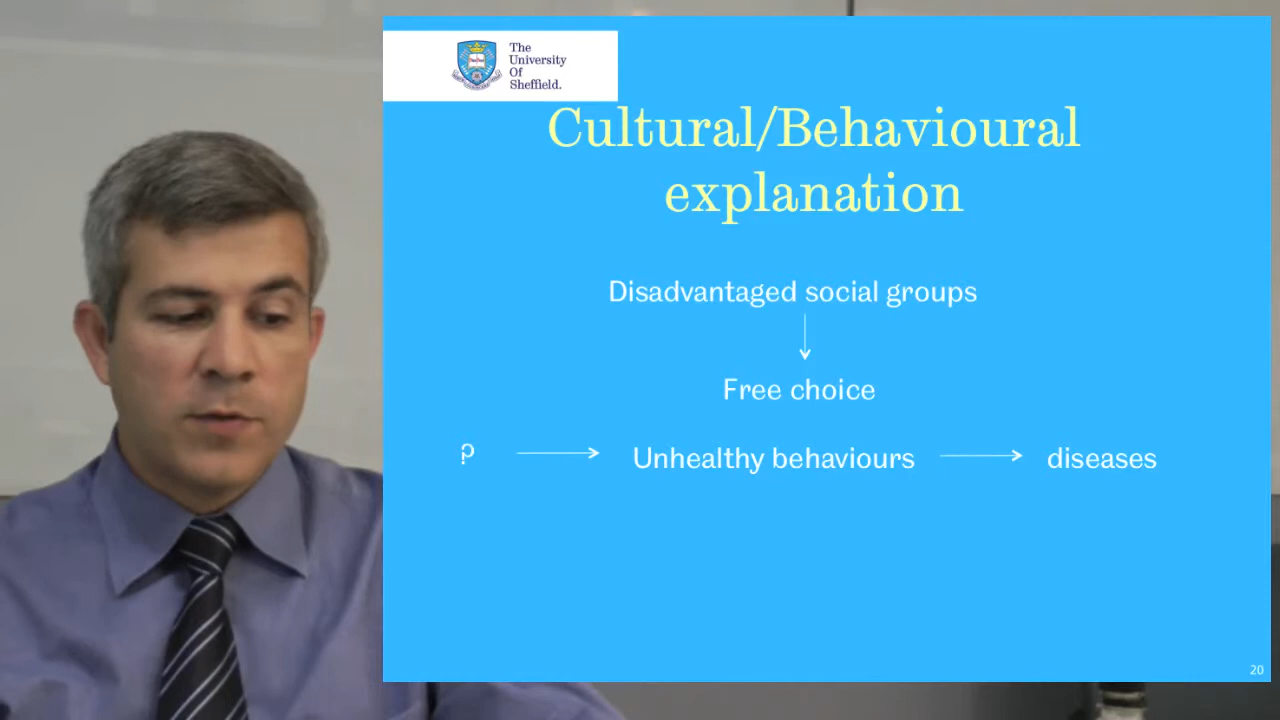 The
University
Of
Sheffield.
Cultural/Behavioural
explanation
Disadvantaged social groups
Free choice
? Unhealthy behaviours diseases
20